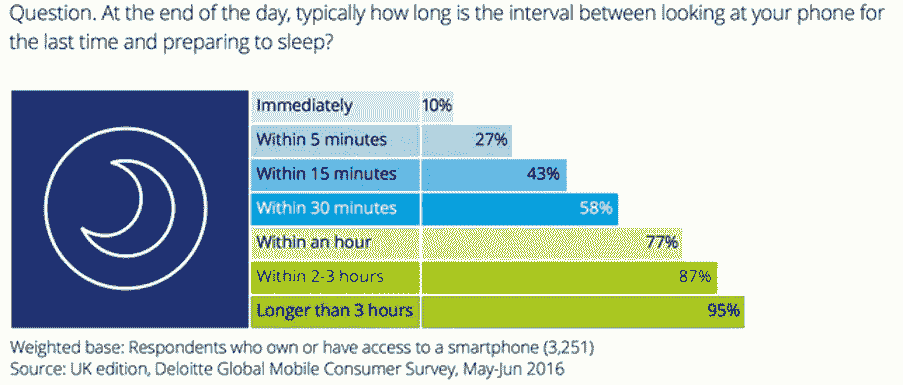 Question. At the end of the day, typically how long is the interval between looking at your phone for
the last time and preparing to sleep?
Immediately 10%
Within 5 minutes 27%
Within 15 minutes 43%
Within 30 minutes 58%
Within an hour 77%
Within 2-3 hours 87%
Longer than 3 hours 95%
Weighted base: Respondents who own or have access to a smartphone (3,251)
Source: UK edition, Deloitte Global Mobile Consumer Survey, May-Jun 2016